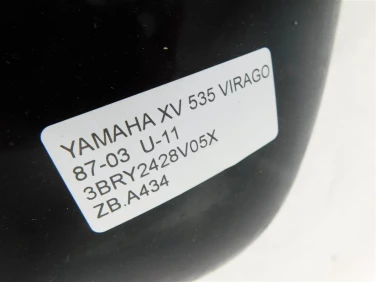 YAMAHA XV 535 VIRAGO
87-03 U-11
3BRY2428V05X
ZB.A434